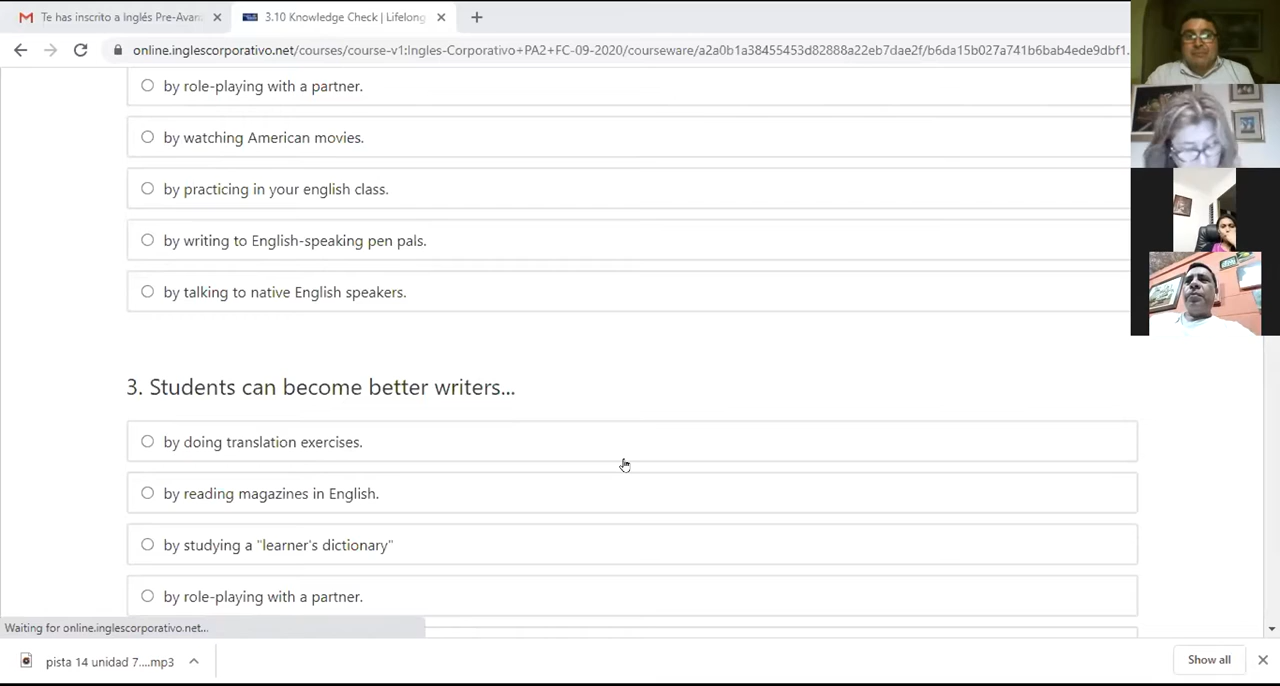 Te has inscrito a Inglés Pre-Avan
3.10 Knowledge Check | Lifelong
online.inglescorporativo.net/courses/course-v1:Ingles-Corporativo+PA2+FC-09-2020/courseware/a2a0b1a38455453d82888a22eb7dae2f/b6da15b027a741b6bab4ede9dbf1.
by role-playing with a partner.
by watching American movies.
by practicing in your english class.
by writing to English-speaking pen pals.
by talking to native English speakers.
3. Students can become better writers...
by doing translation exercises.
by reading magazines in English.
by studying a "learner's dictionary"
by role-playing with a partner.
Waiting for online.inglescorporativo.net...
pista 14 unidad 7....mp3
Show all